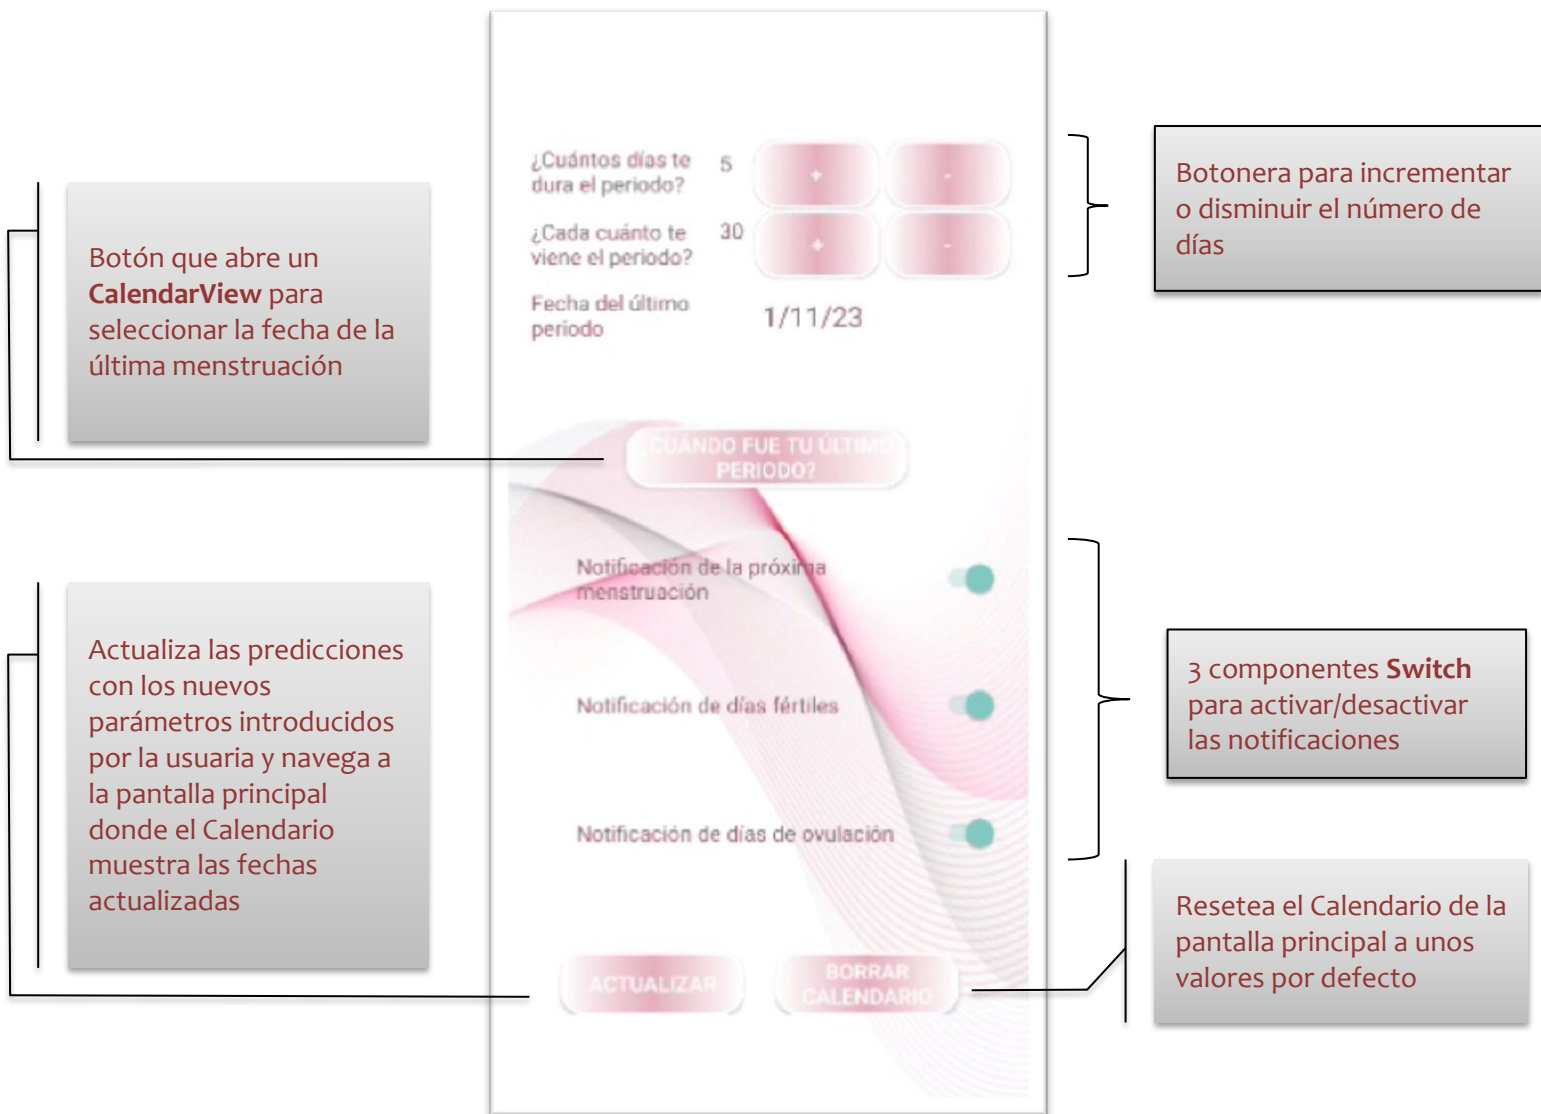 ¿Cuántos días te
dura el periodo?
5
+
-
¿Cada cuánto te
viene el periodo?
30
+
-
Fecha del último
periodo
1/11/23
¿CUÁNDO FUE TU ÚLTIMO
PERIODO?
Notificación de la próxima
menstruación
Notificación de días fértiles
Notificación de días de ovulación
ACTUALIZAR
BORRAR
CALENDARIO
Botón que abre un
CalendarView para
seleccionar la fecha de la
última menstruación
Actualiza las predicciones
con los nuevos
parámetros introducidos
por la usuaria y navega a
la pantalla principal
donde el Calendario
muestra las fechas
actualizadas
Botonera para incrementar
o disminuir el número de
días
3 componentes Switch
para activar/desactivar
las notificaciones
Resetea el Calendario de la
pantalla principal a unos
valores por defecto